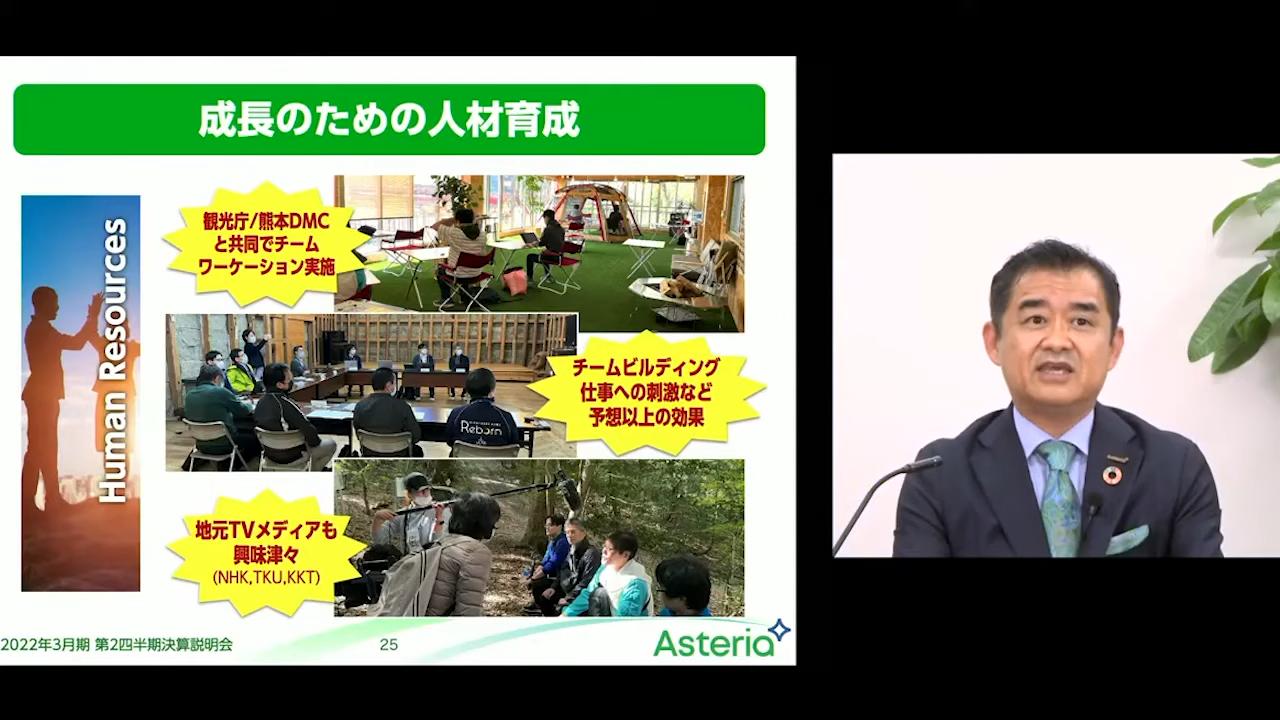 成長のための人材育成
Human Resources
観光庁/熊本DMC
と共同でチーム
ワーケーション実施
チームビルディング
仕事への刺激など
予想以上の効果
Reborn
地元TVメディアも
興味津々
(NHK,TKU,KKT)
2022年3月期 第2四半期決算説明会
25
Asteria